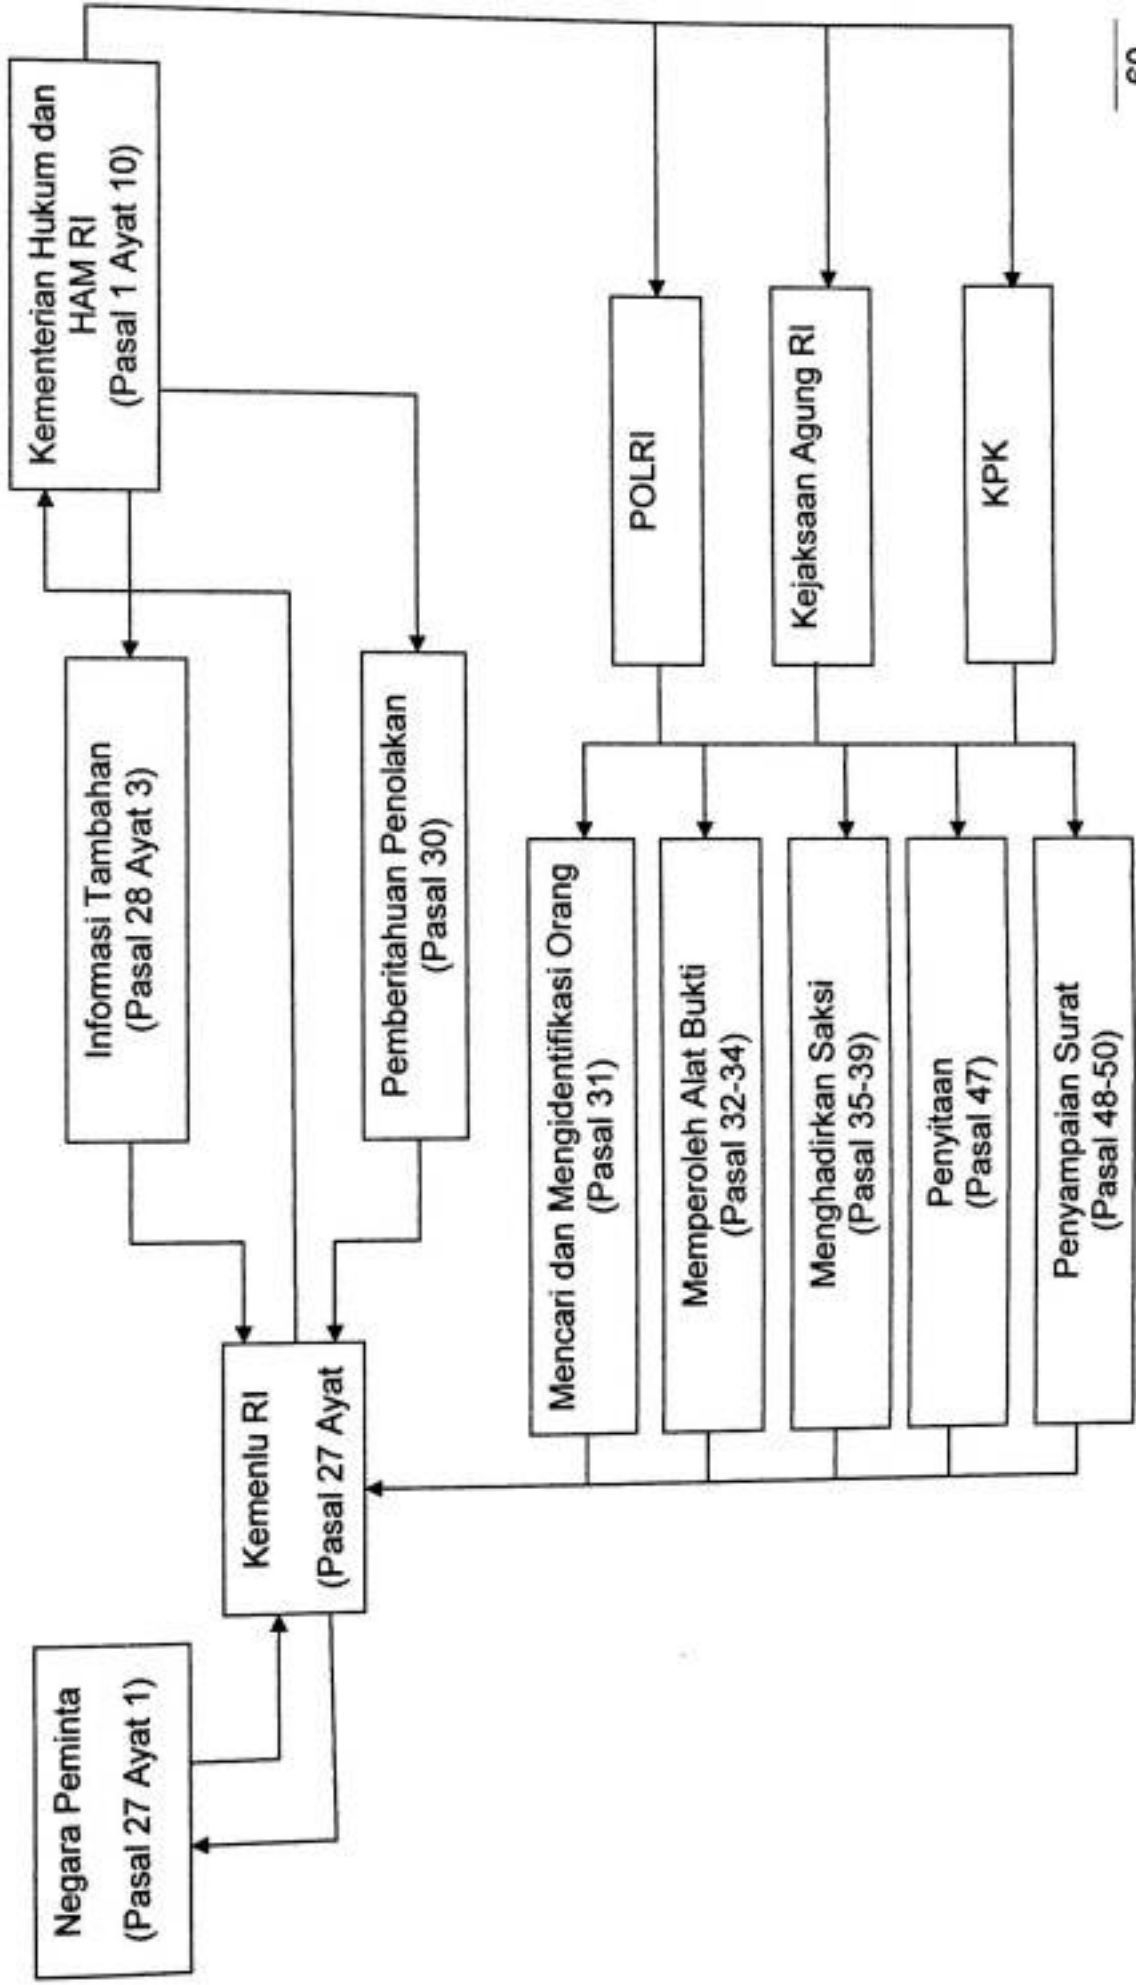 Negara Peminta
(Pasal 27 Ayat 1)
Kemenlu RI
(Pasal 27 Ayat
Informasi Tambahan
(Pasal 28 Ayat 3)
Pemberitahuan Penolakan
(Pasal 30)
Kementerian Hukum dan
HAM RI
(Pasal 1 Ayat 10)
Mencari dan Mengidentifikasi Orang
(Pasal 31)
Memperoleh Alat Bukti
(Pasal 32-34)
Menghadirkan Saksi
(Pasal 35-39)
Penyitaan
(Pasal 47)
Penyampaian Surat
(Pasal 48-50)
POLRI
Kejaksaan Agung RI
KPK